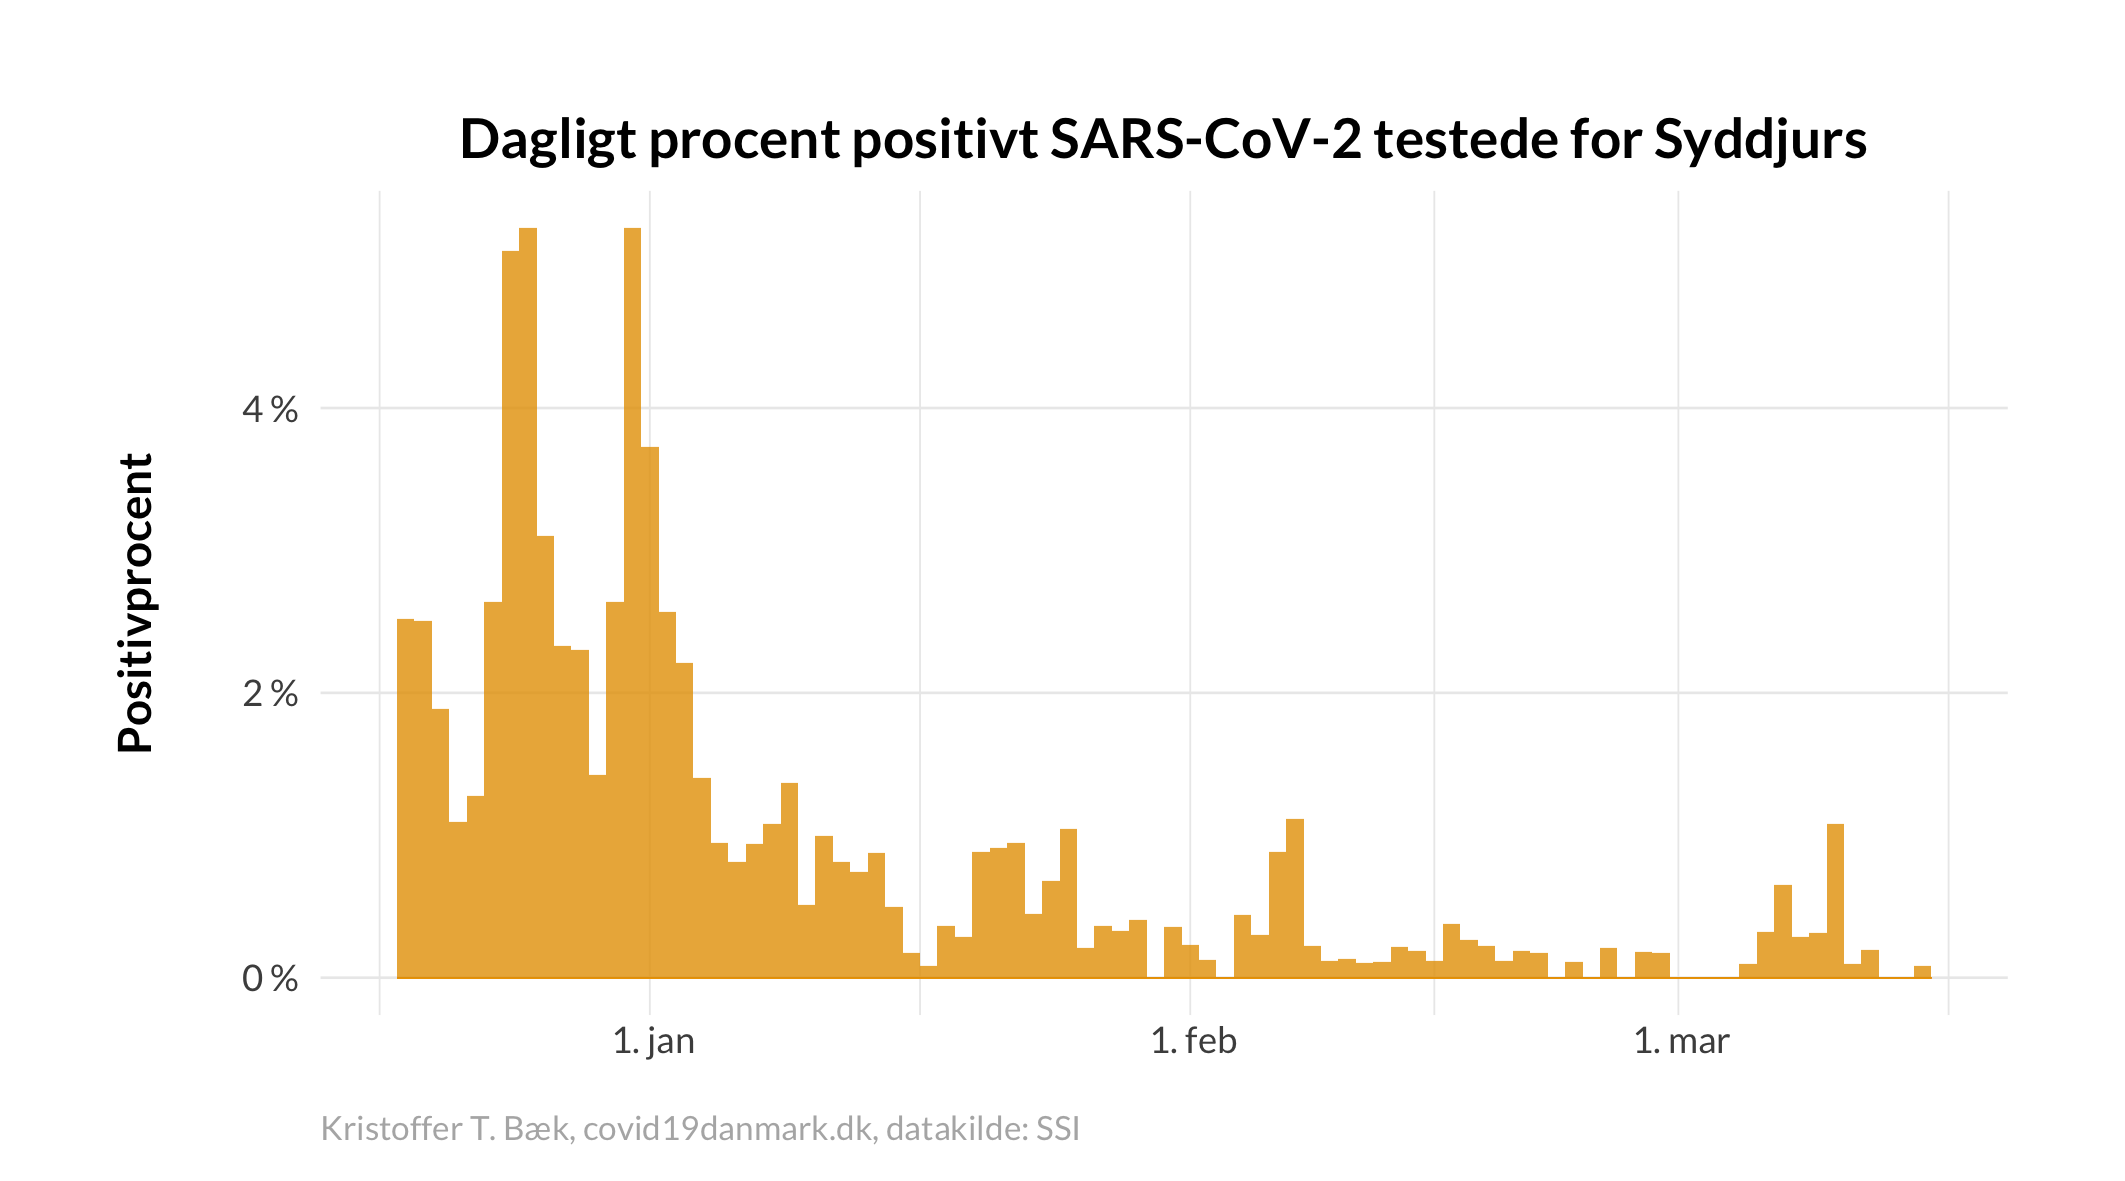 Dagligt procent positivt SARS-CoV-2 testede for Syddjurs
Positivprocent
4 %
2 %
0 %
1. jan
1. feb
1. mar
Kristoffer T. Bæk, covid19danmark.dk, datakilde: SSI